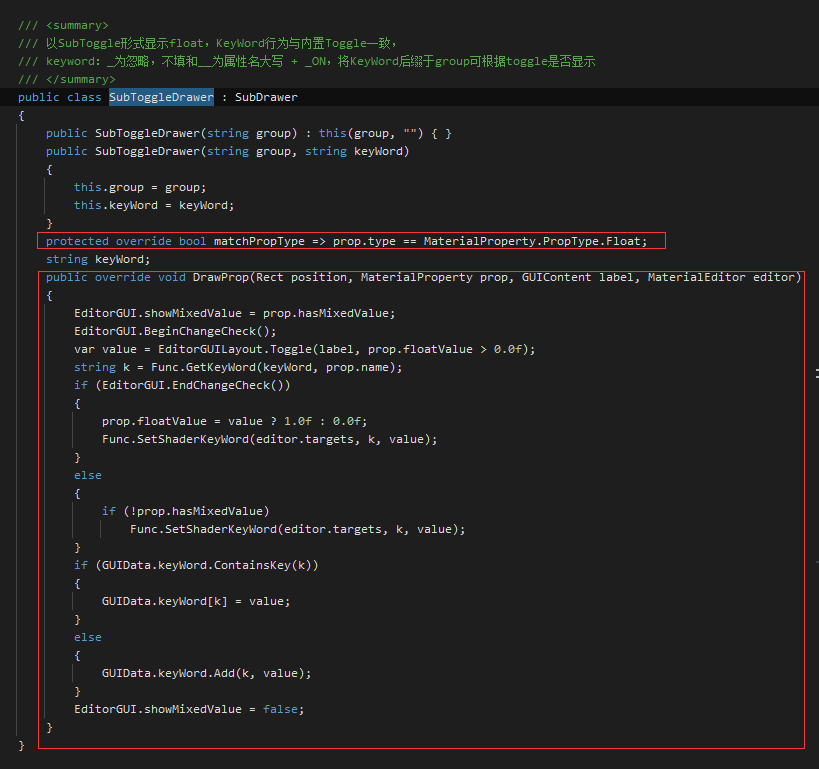 /// <summary>
/// 以SubToggle形式显示float，KeyWord行为与内置Toggle一致，
/// keyword：_为忽略，不填和__为属性名大写 + _ON，将KeyWord后缀于group可根据toggle是否显示
/// </summary>
public class SubToggleDrawer : SubDrawer
{
public SubToggleDrawer(string group) : this(group, "") { }
public SubToggleDrawer(string group, string keyWord)
{
this.group = group;
this.keyWord = keyWord;
}
protected override bool matchPropType => prop.type == MaterialProperty.PropType.Float;
string keyWord;
public override void DrawProp(Rect position, MaterialProperty prop, GUIContent label, MaterialEditor editor)
{
EditorGUI.showMixedValue = prop.hasMixedValue;
EditorGUI.BeginChangeCheck();
var value = EditorGUILayout.Toggle(label, prop.floatValue > 0.0f);
string k = Func.GetKeyWord(keyWord, prop.name);
if (EditorGUI.EndChangeCheck())
{
prop.floatValue = value ? 1.0f : 0.0f;
Func.SetShaderKeyWord(editor.targets, k, value);
}
else
{
if (!prop.hasMixedValue)
Func.SetShaderKeyWord(editor.targets, k, value);
}
if (GUIData.keyWord.ContainsKey(k))
{
GUIData.keyWord[k] = value;
}
else
{
GUIData.keyWord.Add(k, value);
}
EditorGUI.showMixedValue = false;
}
}